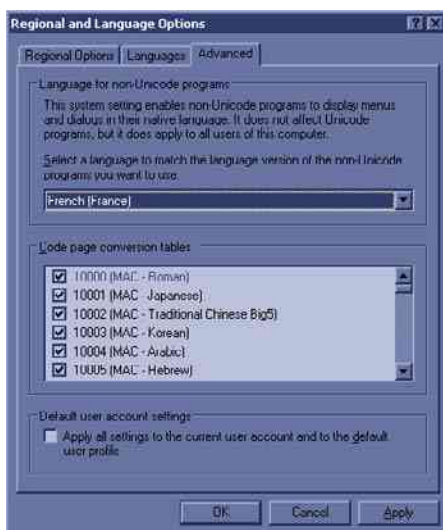 Regional and Language Options
Regional Options Languages Advanced
Language for non-Unicode programs
This system setting enables non-Unicode programs to display menus
and dialogs in their native language. It does not affect Unicode
programs, but it does apply to all users of this computer.
Select a language to match the language version of the non-Unicode
programs you want to use:
French (France)
Code page conversion tables
10000 (MAC - Roman)
10001 (MAC - Japanese)
10002 (MAC - Traditional Chinese Big5)
10003 (MAC - Korean)
10004 (MAC - Arabic)
10005 (MAC - Hebrew)
Default user account settings
Apply all settings to the current user account and to the default
user profile
OK Cancel Apply